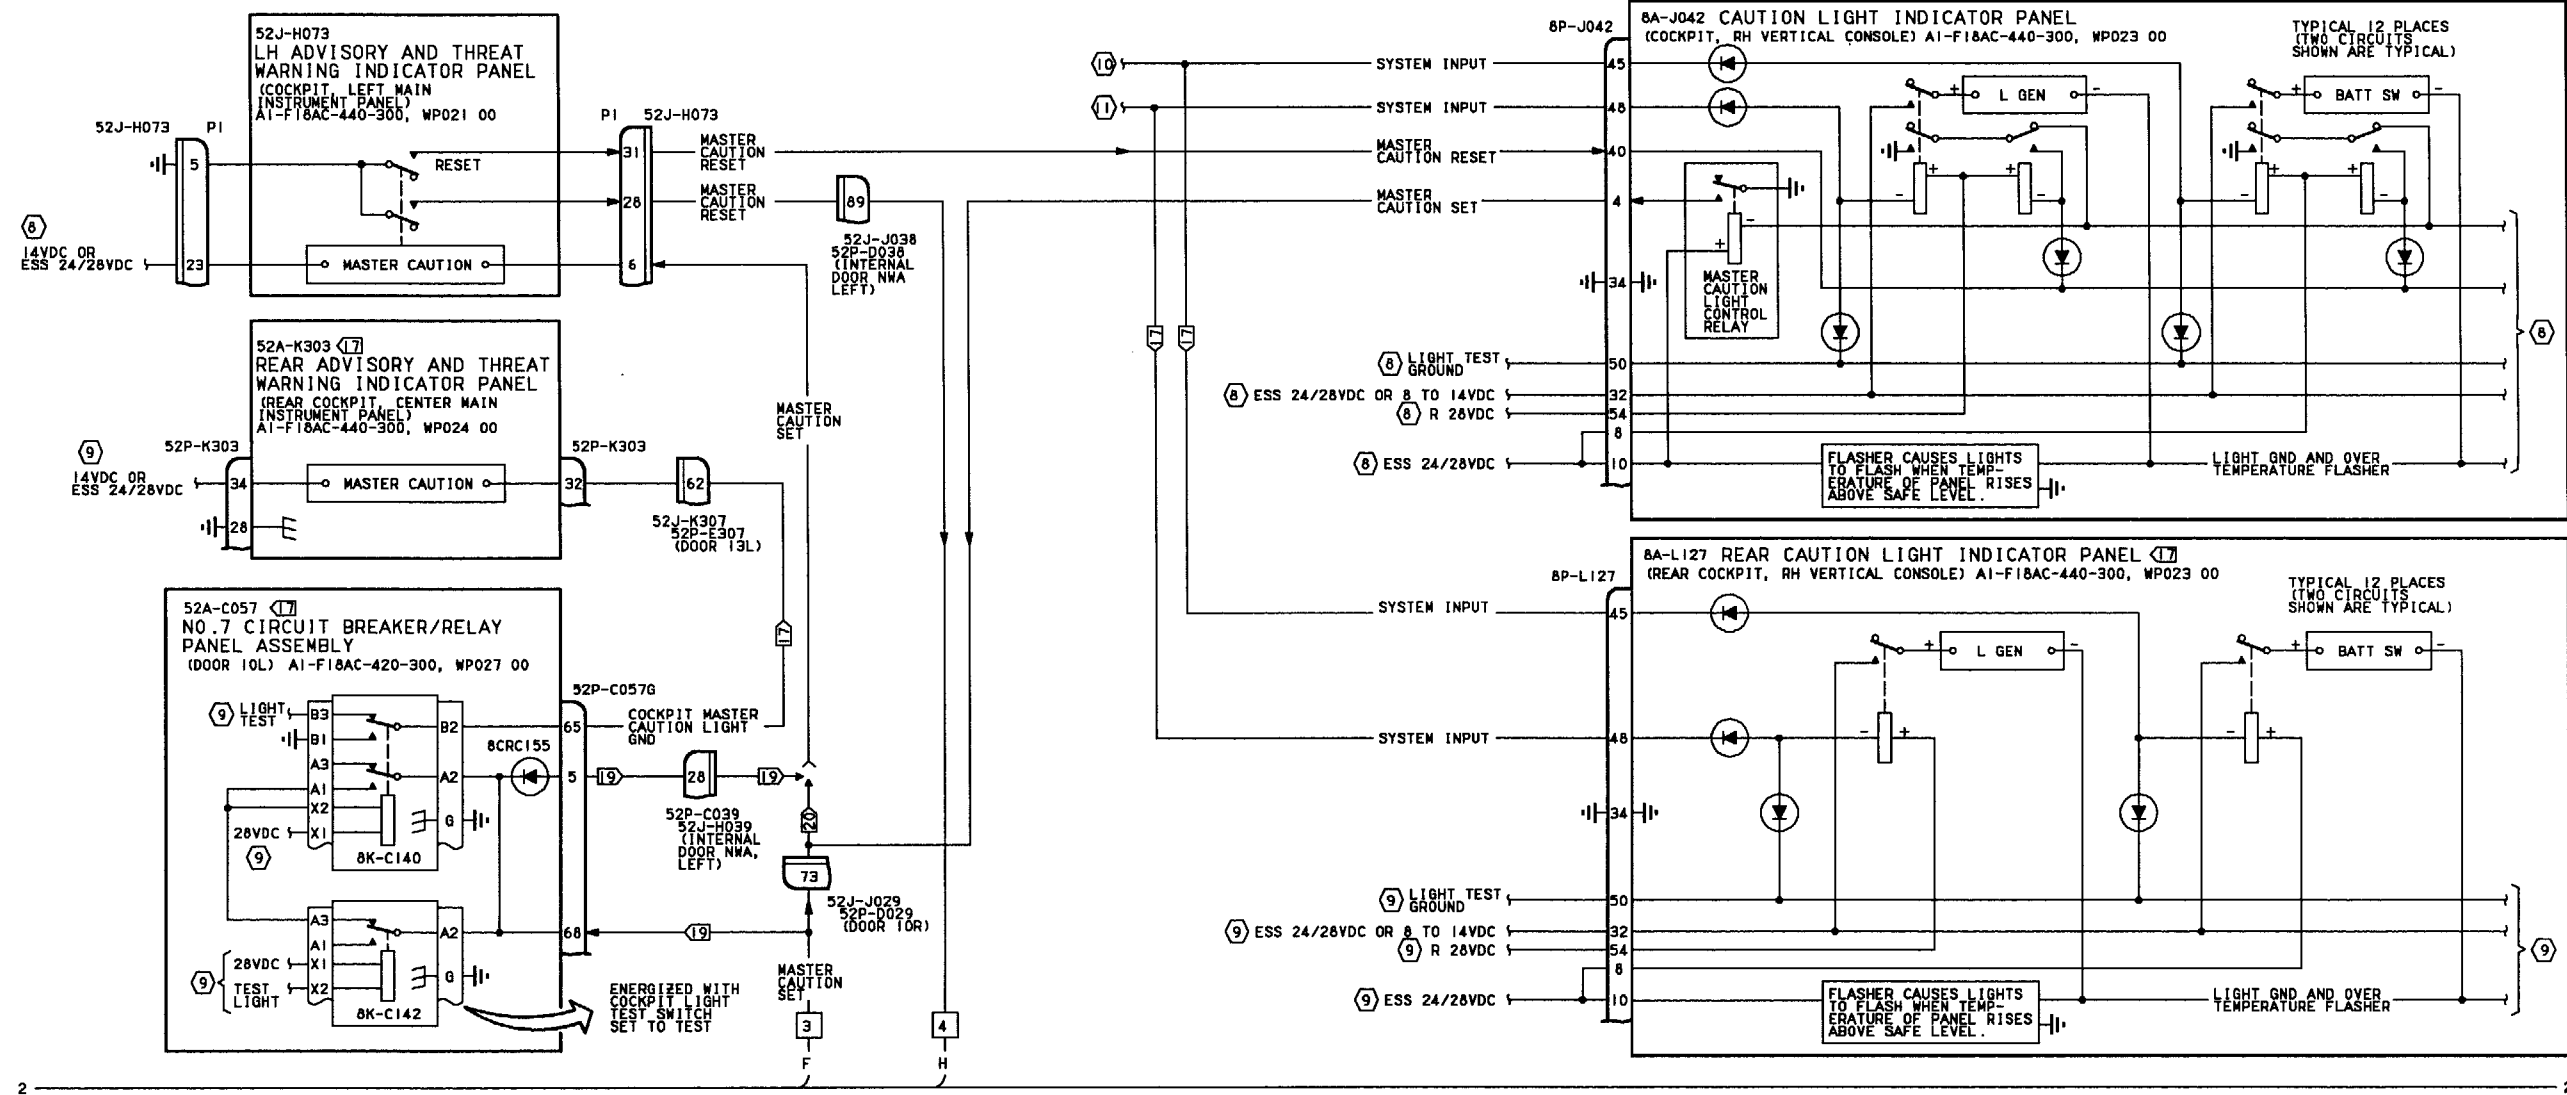 52J-H073
LH ADVISORY AND THREAT
WARNING INDICATOR PANEL
(COCKPIT, LEFT MAIN
INSTRUMENT PANEL)
A1-F18AC-440-300, WP021 00
52J-H073
P1
P1
52J-H073
5
23
31
28
6
RESET
MASTER CAUTION
8
14VDC OR
ESS 24/28VDC
MASTER
CAUTION
RESET
MASTER
CAUTION
RESET
89
52J-J038
52P-D038
(INTERNAL
DOOR NWA
LEFT)
52A-K303 17
REAR ADVISORY AND THREAT
WARNING INDICATOR PANEL
(REAR COCKPIT, CENTER MAIN
INSTRUMENT PANEL)
A1-F18AC-440-300, WP024 00
52P-K303
52P-K303
9
14VDC OR
ESS 24/28VDC
34
28
MASTER CAUTION
32
62
52J-K307
52P-E307
(DOOR 13L)
MASTER
CAUTION
SET
52A-C057 17
NO.7 CIRCUIT BREAKER/RELAY
PANEL ASSEMBLY
(DOOR 10L) A1-F18AC-420-300, WP027 00
52P-C057G
9 LIGHT
TEST
B3
B1
A3
A1
X2
X1
28VDC
9
B2
A2
G
8K-C140
8CRC155
65
5
68
COCKPIT MASTER
CAUTION LIGHT
GND
17
19
28
19
52P-C039
52J-H039
(INTERNAL
DOOR NWA,
LEFT)
20
73
52J-J029
52P-D029
(DOOR 10R)
19
A3
A1
X1
X2
28VDC
TEST
LIGHT
9
A2
G
8K-C142
ENERGIZED WITH
COCKPIT LIGHT
TEST SWITCH
SET TO TEST
MASTER
CAUTION
SET
3
4
F
H
2
2
10
11
17
17
SYSTEM INPUT
SYSTEM INPUT
MASTER
CAUTION RESET
MASTER
CAUTION SET
8P-J042
8A-J042 CAUTION LIGHT INDICATOR PANEL
(COCKPIT, RH VERTICAL CONSOLE) A1-F18AC-440-300, WP023 00
TYPICAL 12 PLACES
(TWO CIRCUITS
SHOWN ARE TYPICAL)
45
48
40
4
34
50
32
54
8
10
+ L GEN -
+ BATT SW -
+ + - -
+ + - -
- +
MASTER
CAUTION
LIGHT
CONTROL
RELAY
8 LIGHT TEST
GROUND
8 ESS 24/28VDC OR 8 TO 14VDC
8 R 28VDC
8 ESS 24/28VDC
FLASHER CAUSES LIGHTS
TO FLASH WHEN TEMP-
ERATURE OF PANEL RISES
ABOVE SAFE LEVEL.
LIGHT GND AND OVER
TEMPERATURE FLASHER
8
8P-L127
8A-L127 REAR CAUTION LIGHT INDICATOR PANEL 17
(REAR COCKPIT, RH VERTICAL CONSOLE) A1-F18AC-440-300, WP023 00
TYPICAL 12 PLACES
(TWO CIRCUITS
SHOWN ARE TYPICAL)
SYSTEM INPUT
SYSTEM INPUT
45
48
34
50
32
54
8
10
+ L GEN -
+ BATT SW -
- +
- +
9 LIGHT TEST
GROUND
9 ESS 24/28VDC OR 8 TO 14VDC
9 R 28VDC
9 ESS 24/28VDC
FLASHER CAUSES LIGHTS
TO FLASH WHEN TEMP-
ERATURE OF PANEL RISES
ABOVE SAFE LEVEL.
LIGHT GND AND OVER
TEMPERATURE FLASHER
9